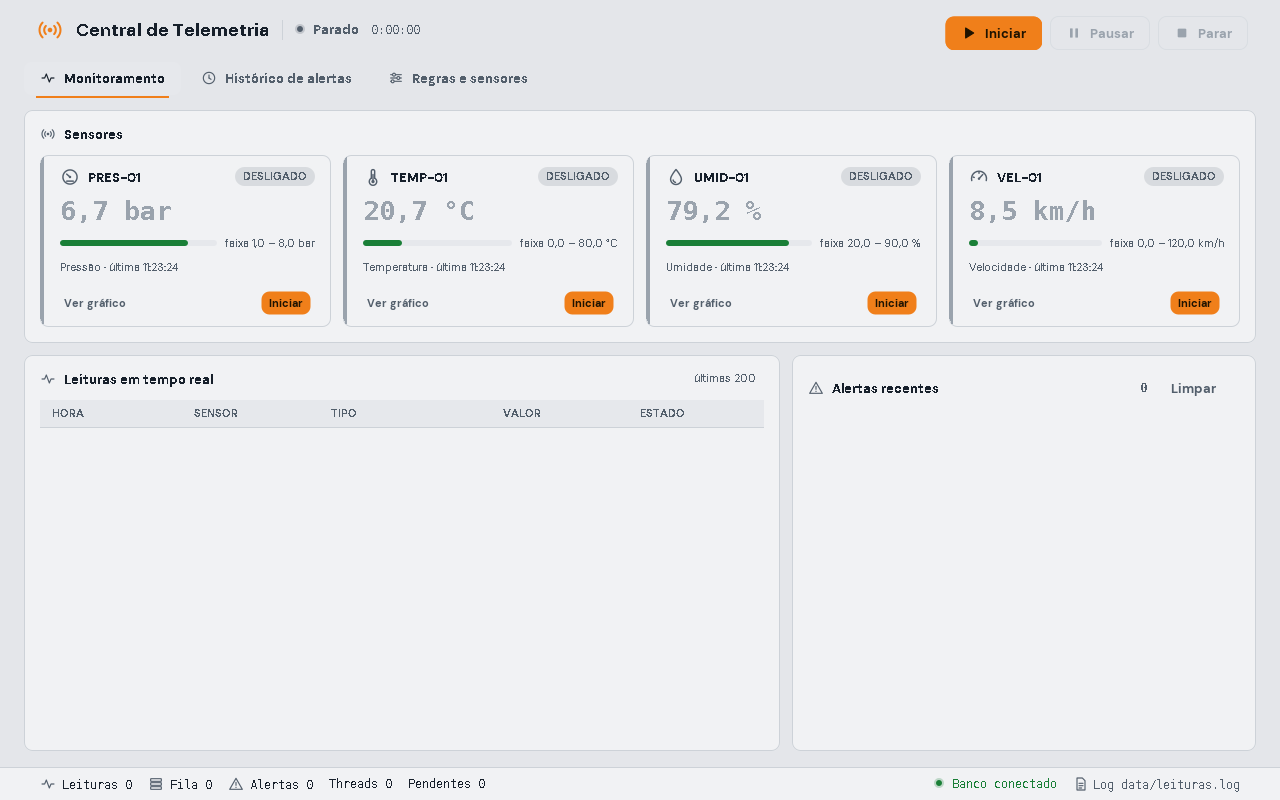 Central de Telemetria Parado 0:00:00 Iniciar Pausar Parar
Monitoramento Histórico de alertas Regras e sensores
Sensores
PRES-01 DESLIGADO TEMP-01 DESLIGADO UMID-01 DESLIGADO VEL-01 DESLIGADO
6,7 bar 20,7 °C 79,2 % 8,5 km/h
faixa 1,0 – 8,0 bar faixa 0,0 – 80,0 °C faixa 20,0 – 90,0 % faixa 0,0 – 120,0 km/h
Pressão · última 11:23:24 Temperatura · última 11:23:24 Umidade · última 11:23:24 Velocidade · última 11:23:24
Ver gráfico Iniciar Ver gráfico Iniciar Ver gráfico Iniciar Ver gráfico Iniciar
Leituras em tempo real últimas 200
HORA SENSOR TIPO VALOR ESTADO
Alertas recentes 0 Limpar
Leituras 0 Fila 0 Alertas 0 Threads 0 Pendentes 0 Banco conectado Log data/leituras.log